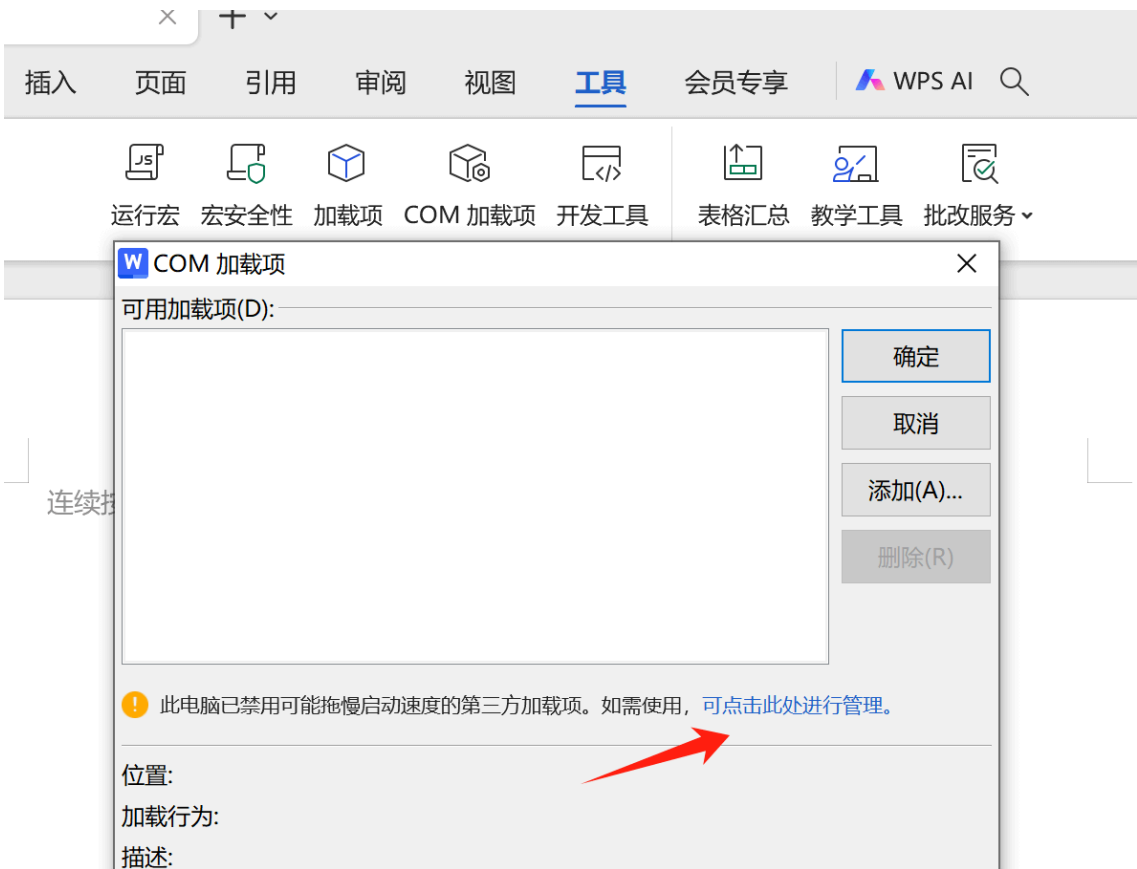 插入 页面 引用 审阅 视图 工具 会员专享 WPS AI
JS
运行宏 宏安全性 加载项 COM 加载项 开发工具 表格汇总 教学工具 批改服务
W COM 加载项
可用加载项(D):
确定
取消
添加(A)...
删除(R)
连续
此电脑已禁用可能拖慢启动速度的第三方加载项。如需使用，可点击此处进行管理。
位置:
加载行为:
描述: